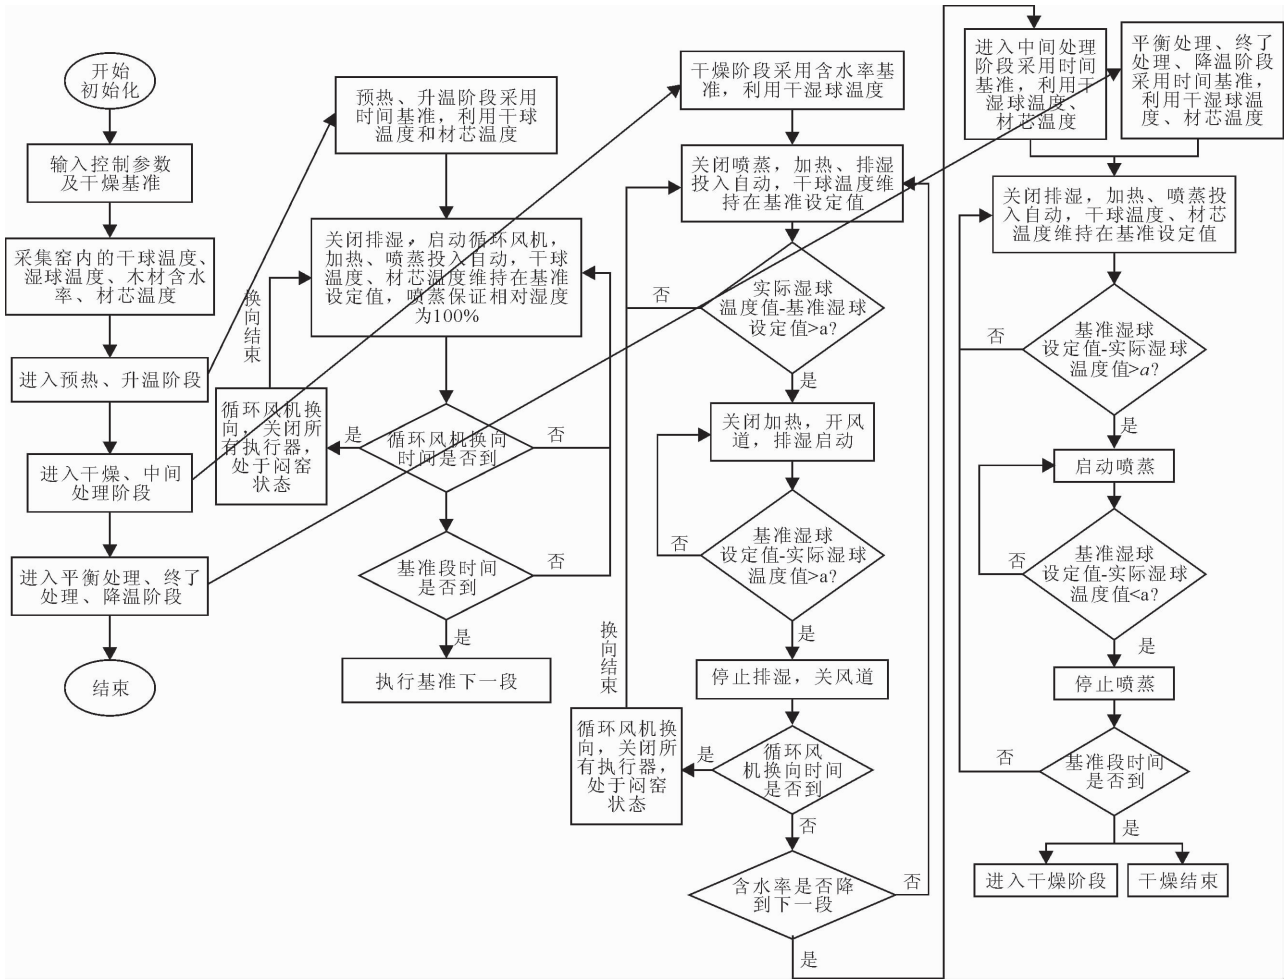 开始
初始化
输入控制参数
及干燥基准
采集窑内的干球温度、
湿球温度、木材含水
率、材芯温度
进入预热、升温阶段
进入干燥、中间
处理阶段
进入平衡处理、终了
处理、降温阶段
结束
预热、升温阶段采用
时间基准，利用干球
温度和材芯温度
关闭排湿，启动循环风机，
加热、喷蒸投入自动，干球
温度、材芯温度维持在基准
设定值，喷蒸保证相对湿度
为100%
换向结束
循环风机换
向，关闭所
有执行器，
处于闷窑
状态
是
循环风机换向
时间是否到
否
基准段时间
是否到
否
是
执行基准下一段
干燥阶段采用含水率基
准，利用干湿球温度
关闭喷蒸，加热、排湿
投入自动，干球温度维
持在基准设定值
否
实际湿球
温度值-基准湿球
设定值>a?
是
关闭加热，开风
道，排湿启动
否
基准湿球
设定值-实际湿球
温度值>a?
是
换向结束
停止排湿，关风道
循环风机换
向，关闭所
有执行器，
处于闷窑
状态
是
循环风
机换向时间
是否到
否
含水率是否降
到下一段
否
是
进入中间处理
阶段采用时间
基准，利用干
湿球温度、
材芯温度
平衡处理、终了
处理、降温阶段
采用时间基准，
利用干湿球温
度、材芯温度
关闭排湿，加热、喷蒸投
入自动，干球温度、材芯
温度维持在基准设定值
否
基准湿球
设定值-实际湿球
温度值>a?
是
启动喷蒸
否
基准湿球
设定值-实际湿球
温度值<a?
是
停止喷蒸
否
基准段时间
是否到
是
进入干燥阶段
干燥结束